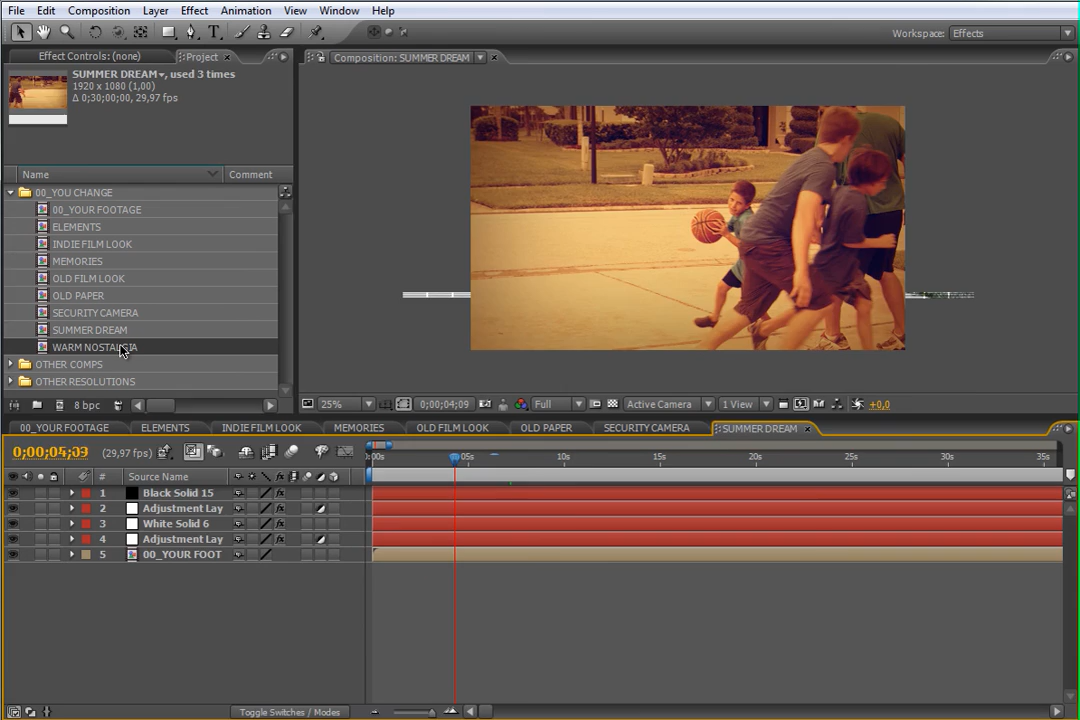 File Edit Composition Layer Effect Animation View Window Help
Workspace: Effects
Effect Controls: (none) Project
Composition: SUMMER DREAM
SUMMER DREAM, used 3 times
1920 x 1080 (1,00)
Δ 0;30;00;00, 29,97 fps
Name Comment
00_YOU CHANGE
00_YOUR FOOTAGE
ELEMENTS
INDIE FILM LOOK
MEMORIES
OLD FILM LOOK
OLD PAPER
SECURITY CAMERA
SUMMER DREAM
WARM NOSTALGIA
OTHER COMPS
OTHER RESOLUTIONS
8 bpc
25% 0;00;04;09 Full Active Camera 1 View +0,0
00_YOUR FOOTAGE ELEMENTS INDIE FILM LOOK MEMORIES OLD FILM LOOK OLD PAPER SECURITY CAMERA SUMMER DREAM
0;00;04;09 (29,97 fps)
:00s 05s 10s 15s 20s 25s 30s 35s
# Source Name
1 Black Solid 15
2 Adjustment Lay
3 White Solid 6
4 Adjustment Lay
5 00_YOUR FOOT
Toggle Switches / Modes